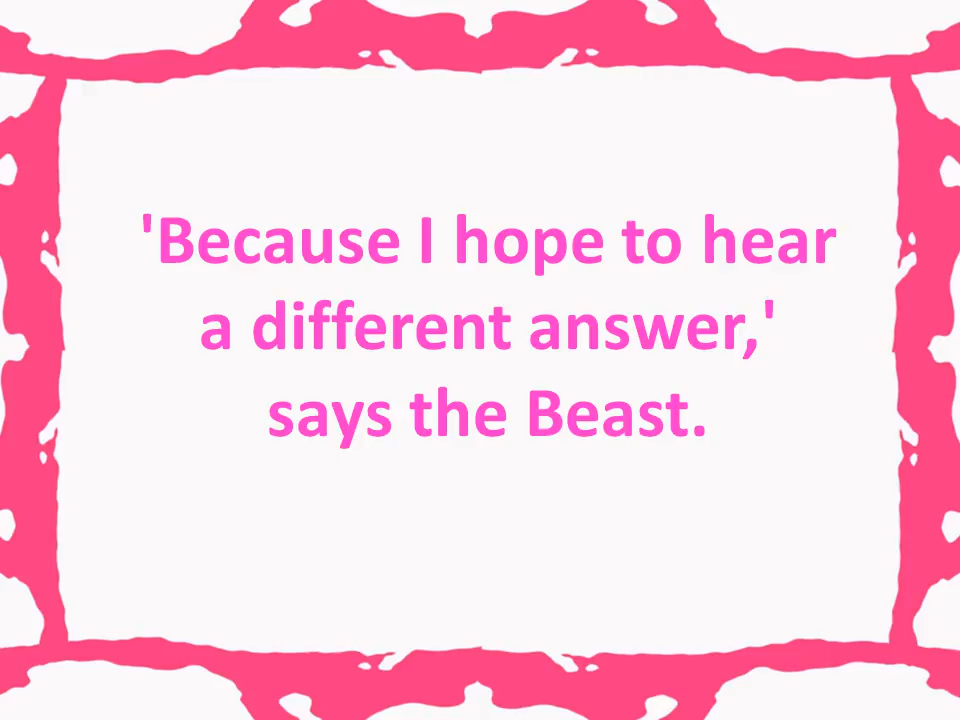 'Because I hope to hear
a different answer,'
says the Beast.